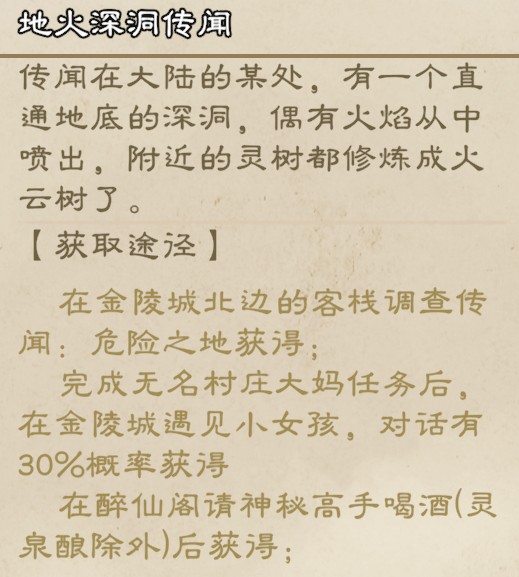 地火深洞传闻
传闻在大陆的某处，有一个直
通地底的深洞，偶有火焰从中
喷出，附近的灵树都修炼成火
云树了。
【获取途径】
在金陵城北边的客栈调查传
闻：危险之地获得；
完成无名村庄大妈任务后，
在金陵城遇见小女孩，对话有
30%概率获得
在醉仙阁请神秘高手喝酒(灵
泉酿除外)后获得；